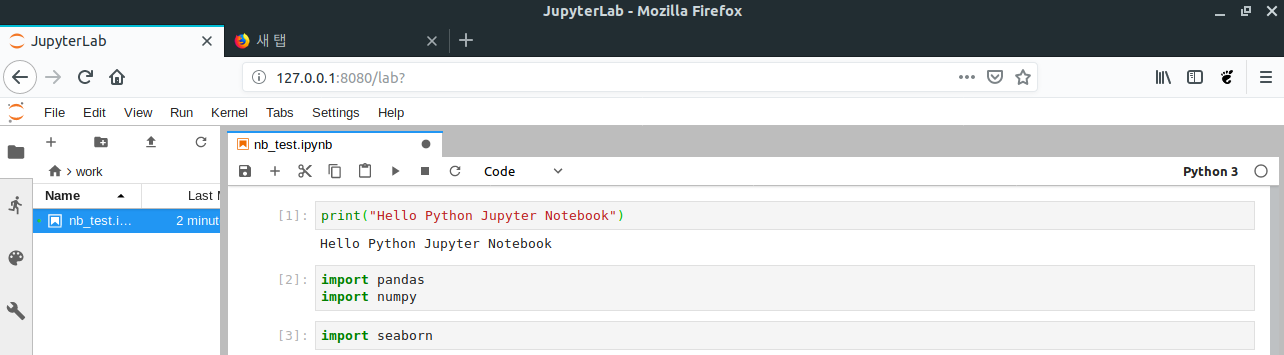 JupyterLab - Mozilla Firefox
JupyterLab
새 탭
127.0.0.1:8080/lab?
File Edit View Run Kernel Tabs Settings Help
nb_test.ipynb
work
Code
Python 3
Name
Last M
nb_test.i...
2 minut
[1]: print("Hello Python Jupyter Notebook")
Hello Python Jupyter Notebook
[2]: import pandas
import numpy
[3]: import seaborn